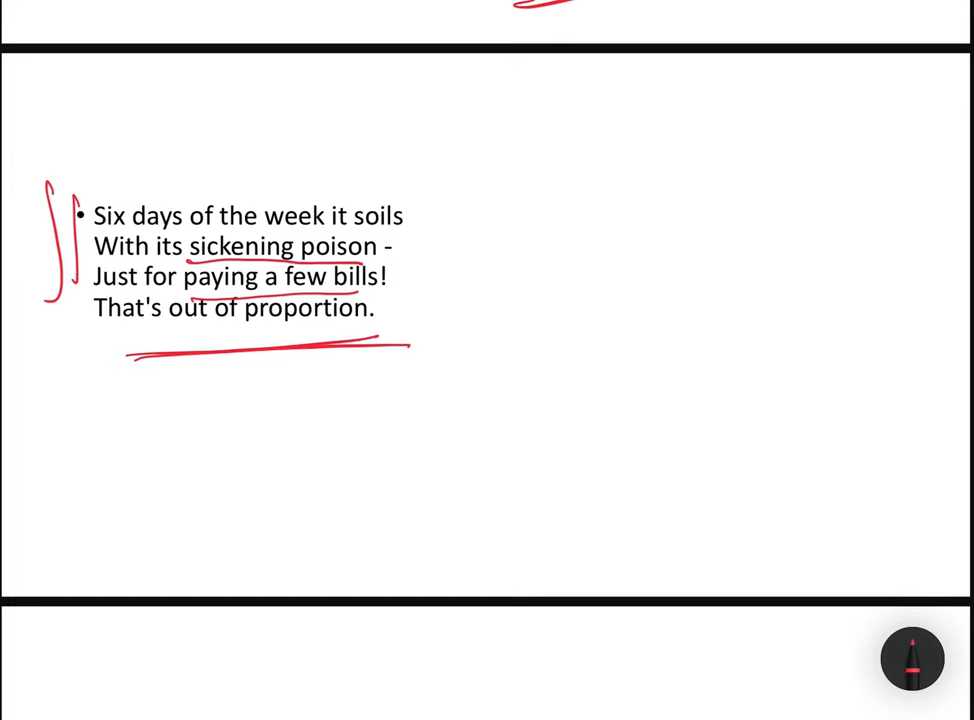 • Six days of the week it soils
With its sickening poison -
Just for paying a few bills!
That's out of proportion.